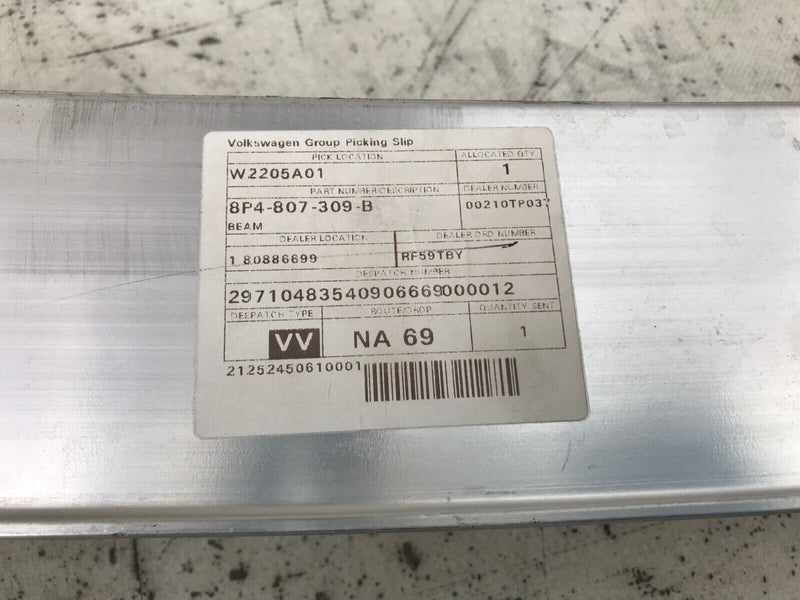 Volkswagen Group Picking Slip
PICK LOCATION ALLOCATED QTY
W2205A01 1
PART NUMBER/DESCRIPTION DEALER NUMBER
8P4-807-309-B 00210TP037
BEAM
DEALER LOCATION DEALER ORD NUMBER
1 80886699 RF59TBY
DESPATCH NUMBER
29710483540906669000012
DESPATCH TYPE ROUTE/DROP QUANTITY SENT
VV NA 69 1
21252450610001